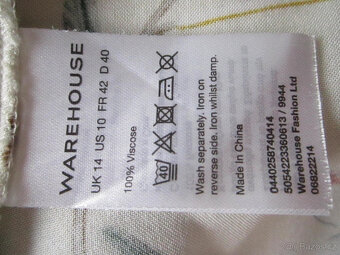 WAREHOUSE
UK 14 US 10 FR 42 D 40
100% Viscose
40
Wash separately. Iron on
reverse side. Iron whilst damp.
Made In China
0440258740414
5054223360613 / 9944
Warehouse Fashion Ltd
06822214